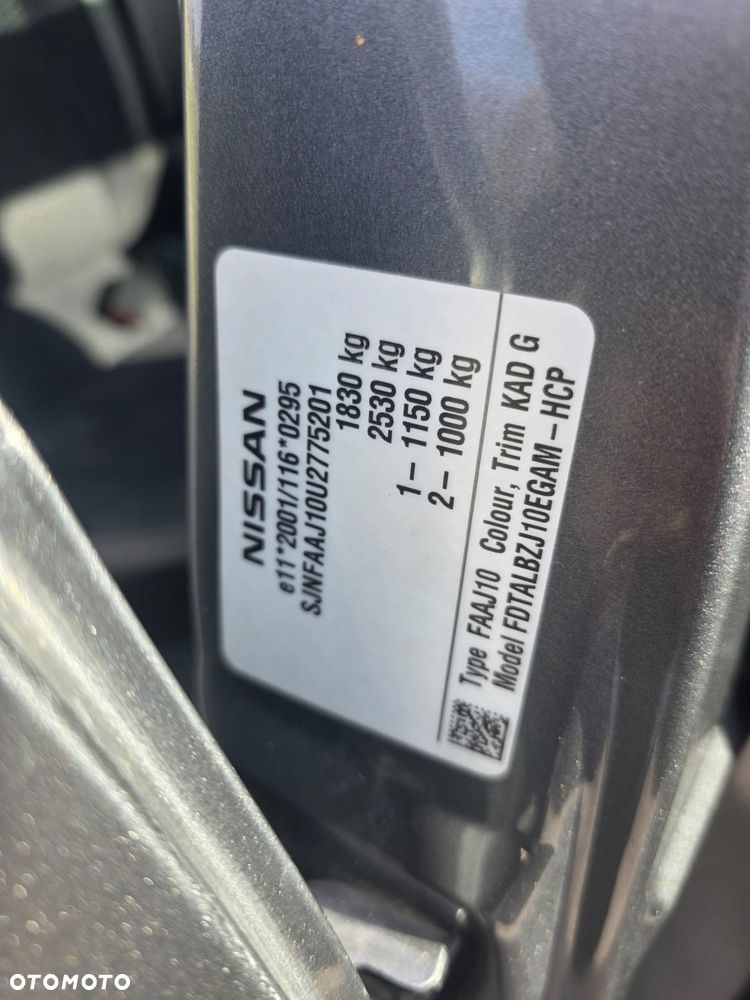 NISSAN
e11*2001/116*0295
SJNFAAJ10U2775201
1830 kg
2530 kg
1– 1150 kg
2– 1000 kg
Type FAAJ10 Colour, Trim KAD G
Model FDTALBZJ10EGAM–HCP
OTOMOTO